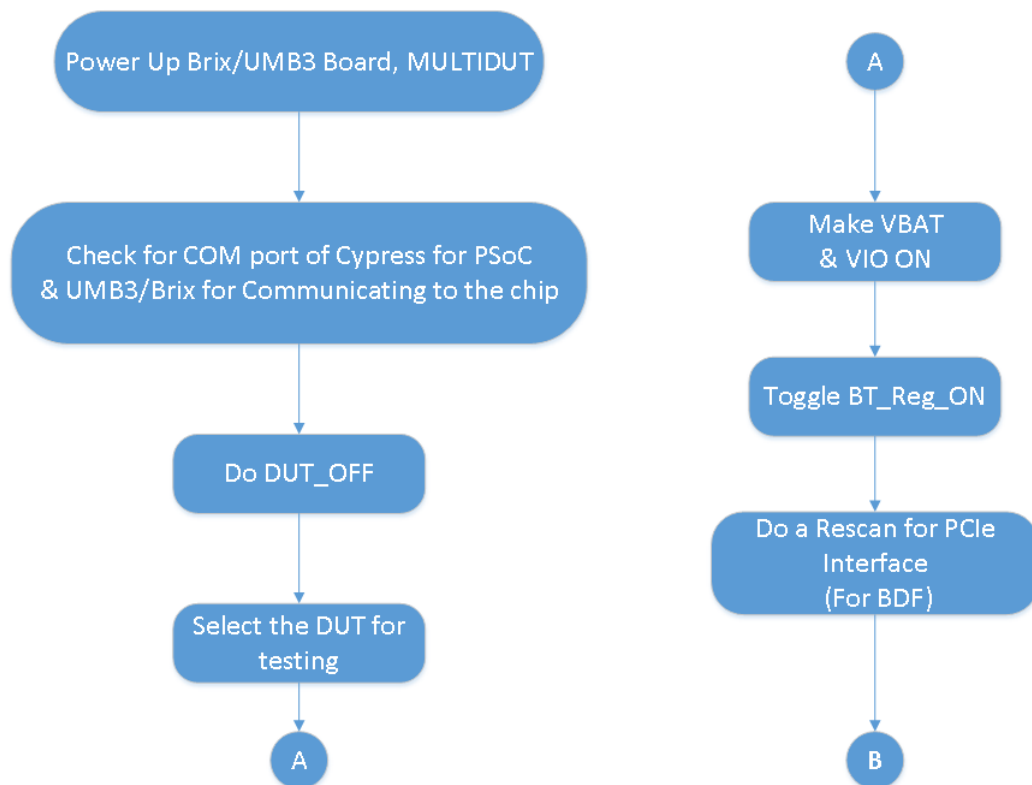 Power Up Brix/UMB3 Board, MULTIDUT
Check for COM port of Cypress for PSoC
& UMB3/Brix for Communicating to the chip
Do DUT_OFF
Select the DUT for
testing
A
A
Make VBAT
& VIO ON
Toggle BT_Reg_ON
Do a Rescan for PCIe
Interface
(For BDF)
B